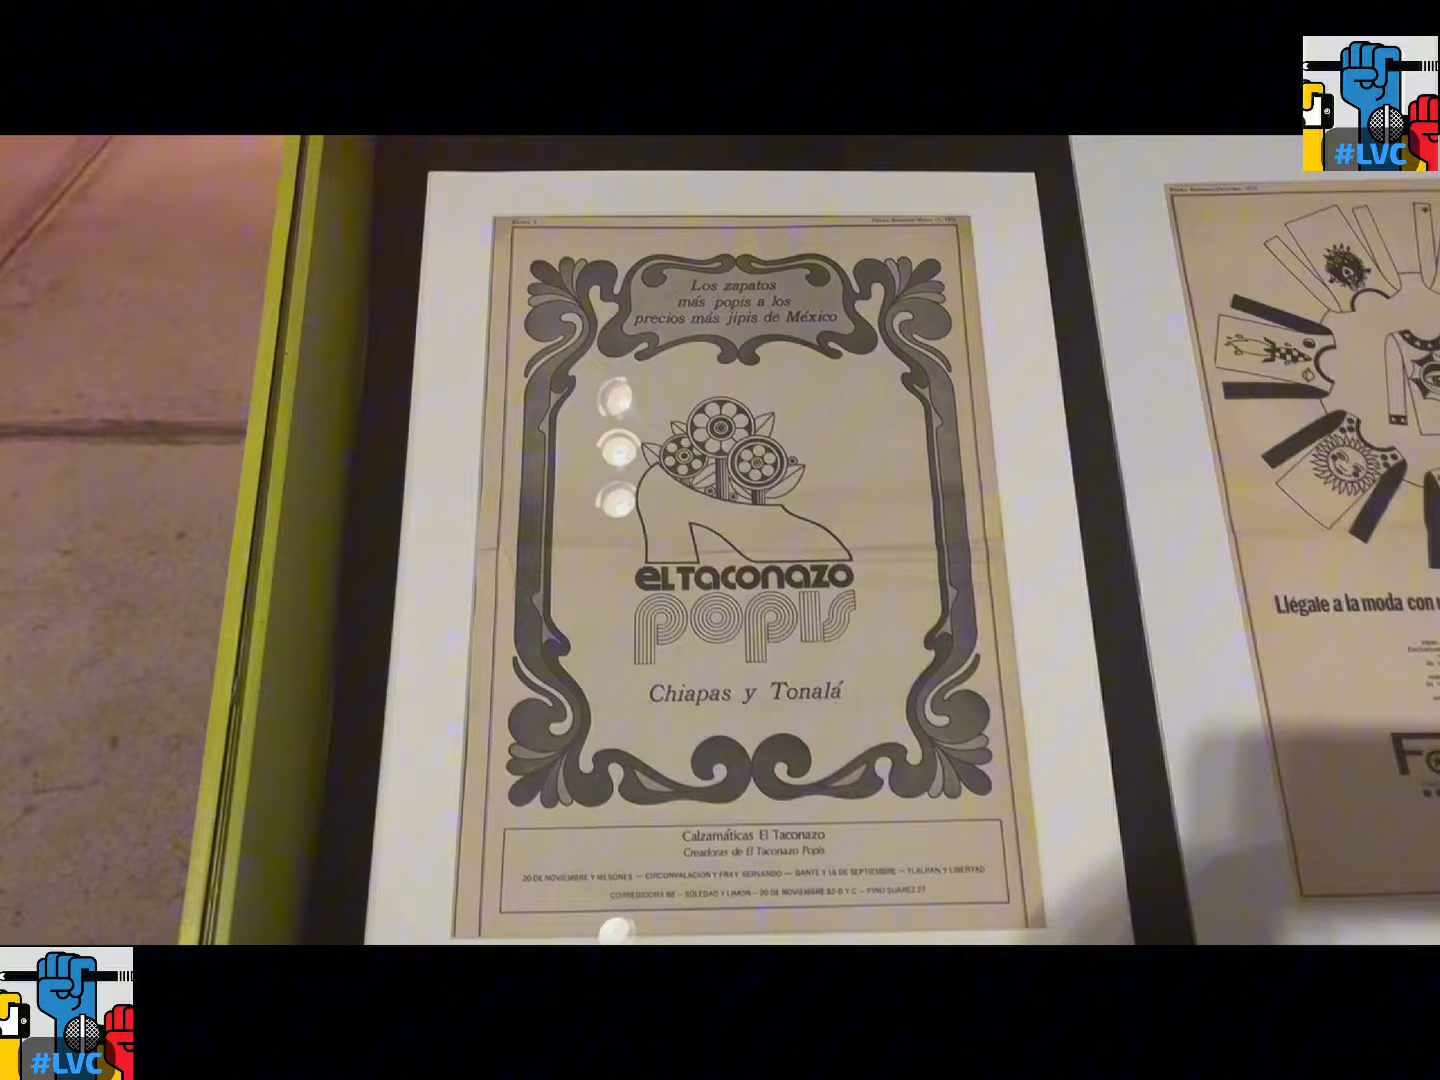 #LVC
Los zapatos
más popis a los
precios más jipis de México
eL Taconazo
popis
Chiapas y Tonalá
Calzamáticas El Taconazo
Creadoras de El Taconazo Popis
20 DE NOVIEMBRE Y MESONES — CIRCUNVALACION Y FRAY SERVANDO — GANTE Y 16 DE SEPTIEMBRE — TLALPAN Y LIBERTAD
CORREGIDORA 88 — SOLEDAD Y LIMON — 20 DE NOVIEMBRE 82-B Y C — PINO SUAREZ 27
Llégale a la moda con
#LVC